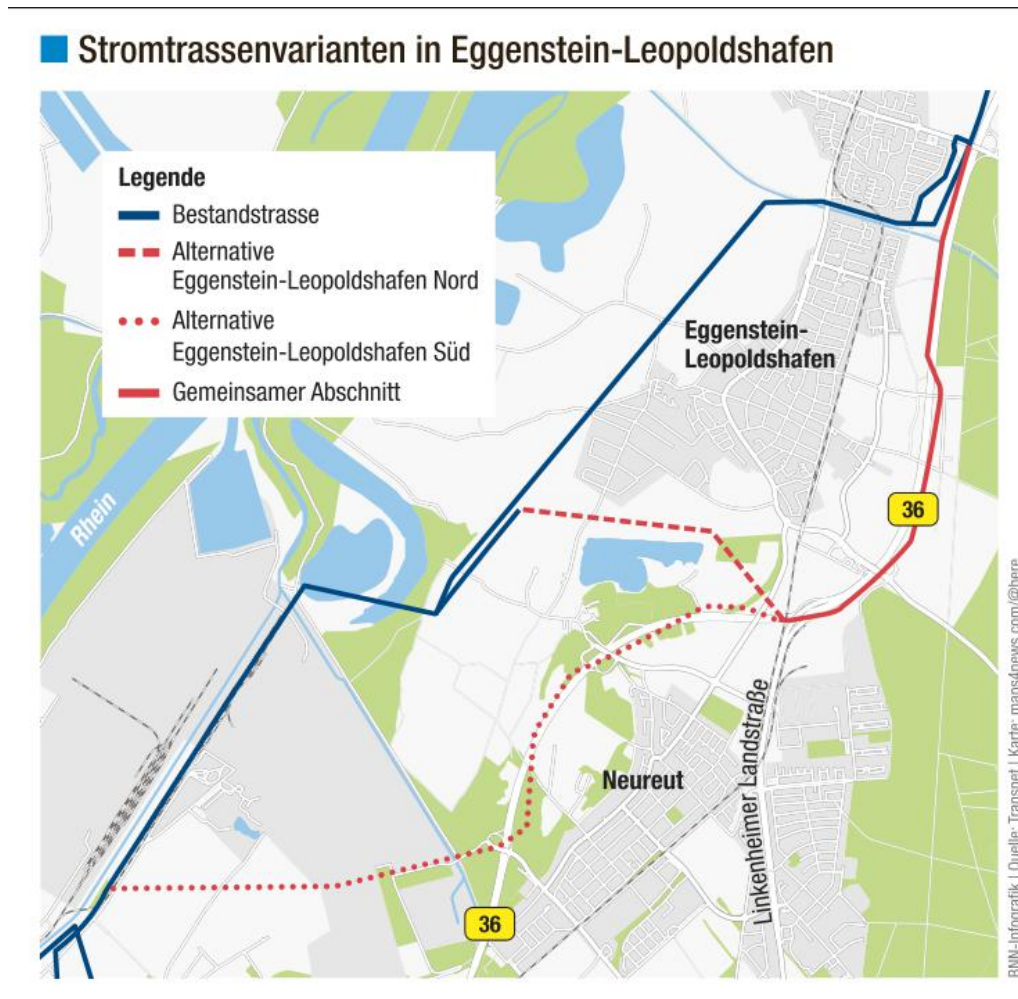 Stromtrassenvarianten in Eggenstein-Leopoldshafen
Legende
Bestandstrasse
Alternative
Eggenstein-Leopoldshafen Nord
Alternative
Eggenstein-Leopoldshafen Süd
Gemeinsamer Abschnitt
Eggenstein-
Leopoldshafen
Rhein
36
Neureut
Linkenheimer Landstraße
36
BNN-Infografik | Quelle: Transnet | Karte: maps4news.com/@here